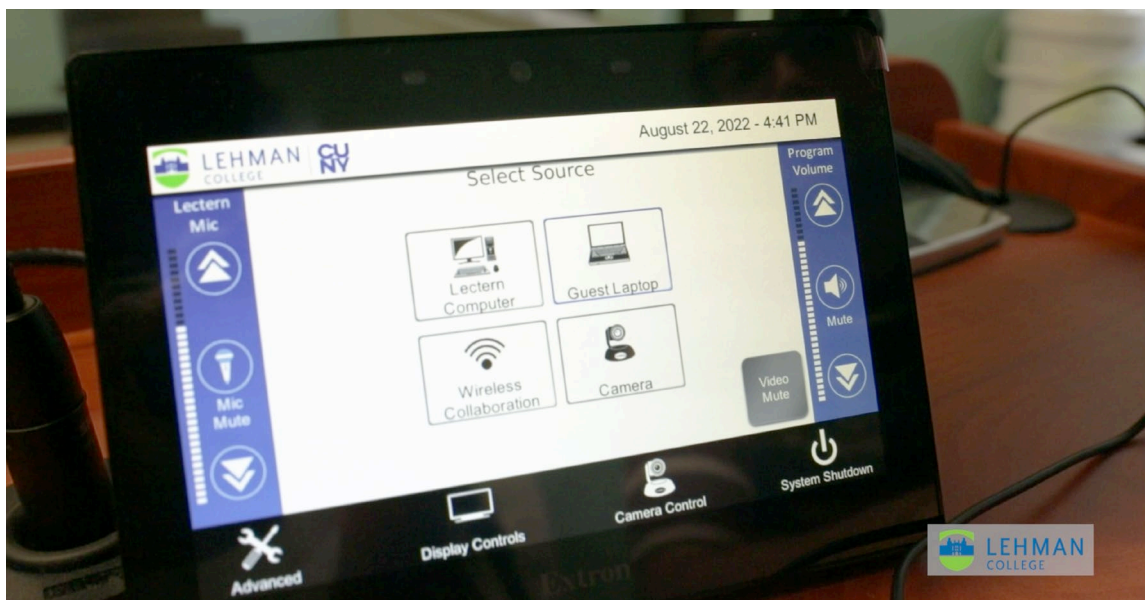 LEHMAN
COLLEGE
CU
NY
August 22, 2022 - 4:41 PM
Select Source
Lectern
Mic
Mic
Mute
Lectern
Computer
Guest Laptop
Wireless
Collaboration
Camera
Program
Volume
Mute
Video
Mute
Advanced
Display Controls
Camera Control
System Shutdown
Extron
LEHMAN
COLLEGE